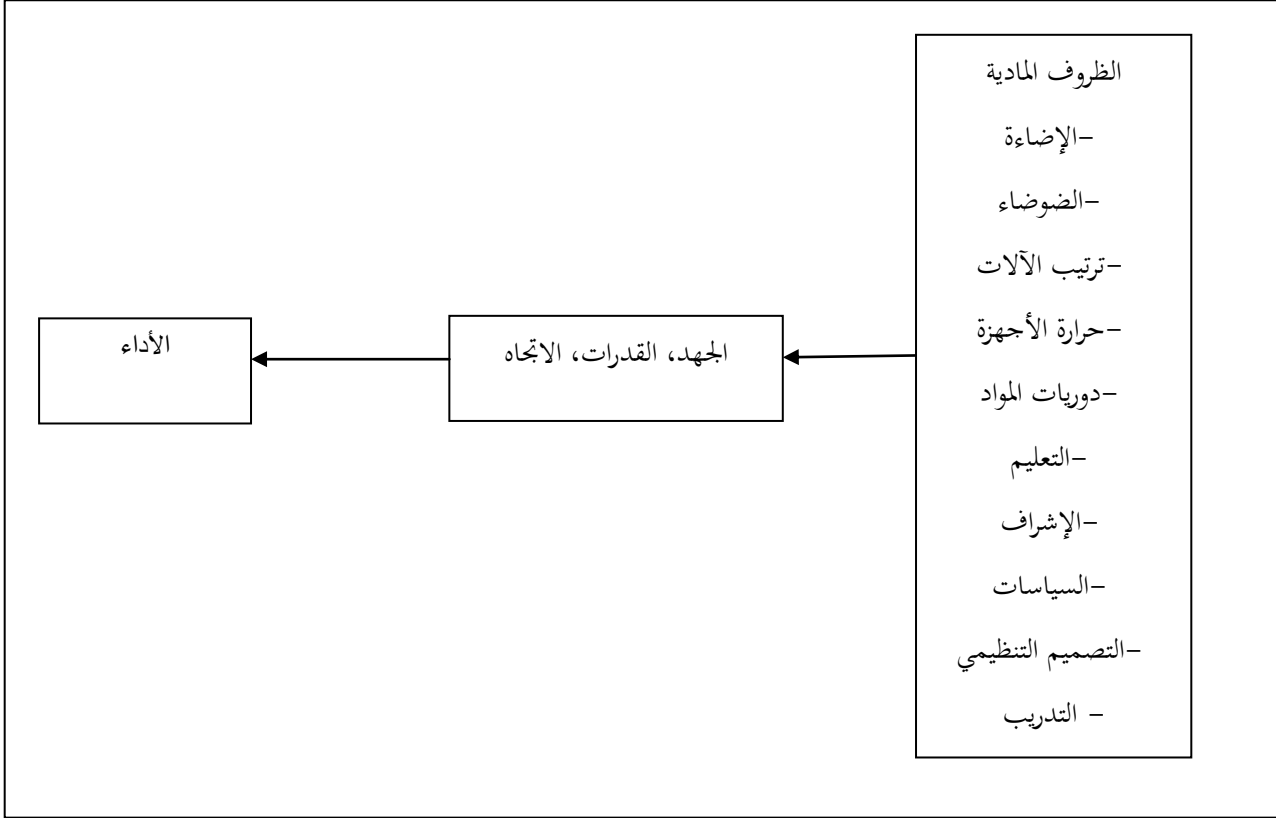 الظروف المادية
-الإضاءة
-الضوضاء
-ترتيب الآلات
-حرارة الأجهزة
-دوريات المواد
-التعليم
-الإشراف
-السياسات
-التصميم التنظيمي
- التدريب
الجهد، القدرات، الاتجاه
الأداء